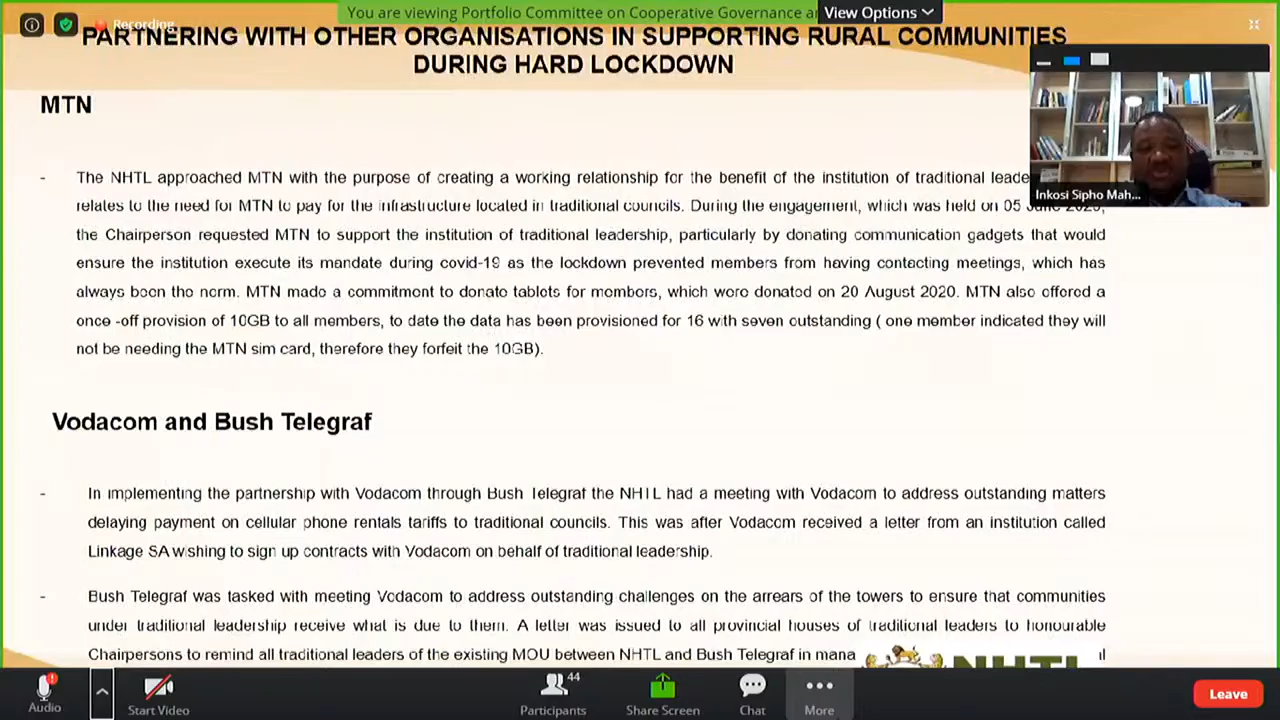 You are viewing Portfolio Committee on Cooperative Governance a
View Options
Recording
PARTNERING WITH OTHER ORGANISATIONS IN SUPPORTING RURAL COMMUNITIES
DURING HARD LOCKDOWN
MTN
Inkosi Sipho Mah...
- The NHTL approached MTN with the purpose of creating a working relationship for the benefit of the institution of traditional leade
relates to the need for MTN to pay for infrastructure located in traditional councils. During the engagement, which was held on 05
the Chairperson requested MTN to support the institution of traditional leadership, particularly by donating communication gadgets that would
ensure the institution execute its mandate during covid-19 as the lockdown prevented members from having contacting meetings, which has
always been the norm. MTN made a commitment to donate tablets for members, which were donated on 20 August 2020. MTN also offered a
once -off provision of 10GB to all members, to date the data has been provisioned for 16 with seven outstanding ( one member indicated they will
not be needing the MTN sim card, therefore they forfeit the 10GB).
Vodacom and Bush Telegraf
- In implementing the partnership with Vodacom through Bush Telegraf the NHTL had a meeting with Vodacom to address outstanding matters
delaying payment on cellular phone rentals tariffs to traditional councils. This was after Vodacom received a letter from an institution called
Linkage SA wishing to sign up contracts with Vodacom on behalf of traditional leadership.
- Bush Telegraf was tasked with meeting Vodacom to address outstanding challenges on the arrears of the towers to ensure that communities
under traditional leadership receive what is due to them. A letter was issued to all provincial houses of traditional leaders to honourable
Chairpersons to remind all traditional leaders of the existing MOU between NHTL and Bush Telegraf in mana
NHTL
Audio
Start Video
Participants
44
Share Screen
Chat
More
Leave